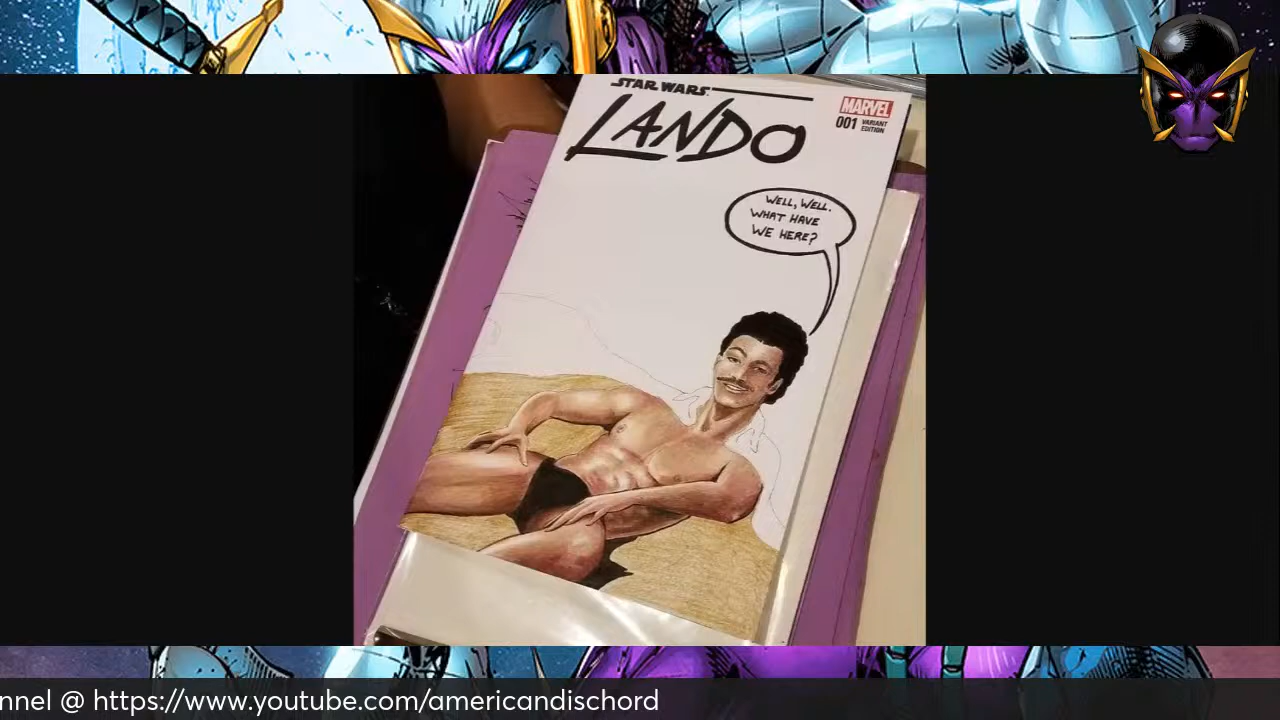 STAR WARS
LANDO
MARVEL
001 VARIANT
EDITION
WELL, WELL.
WHAT HAVE
WE HERE?
nnel @ https://www.youtube.com/americandischord